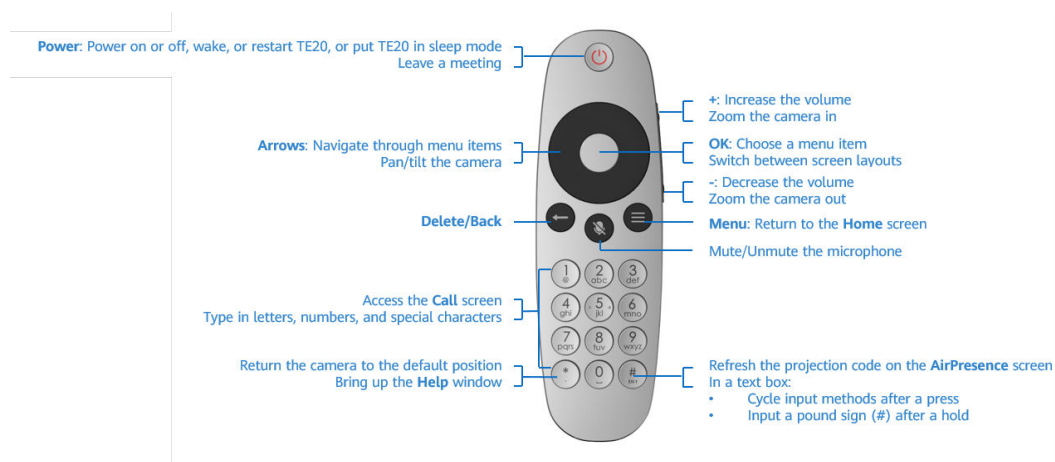 Power: Power on or off, wake, or restart TE20, or put TE20 in sleep mode
Leave a meeting
+: Increase the volume
Zoom the camera in
Arrows: Navigate through menu items
Pan/tilt the camera
OK: Choose a menu item
Switch between screen layouts
-: Decrease the volume
Zoom the camera out
Delete/Back
Menu: Return to the Home screen
Mute/Unmute the microphone
1 2 3
@ abc def
Access the Call screen
Type in letters, numbers, and special characters
4 5 6
ghi jkl mno
7 8 9
pqrs tuv wxyz
Return the camera to the default position
Bring up the Help window
* 0 #
Refresh the projection code on the AirPresence screen
In a text box:
• Cycle input methods after a press
• Input a pound sign (#) after a hold